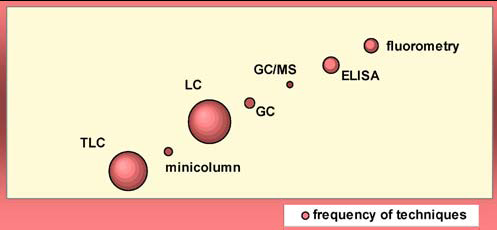 fluorometry
GC/MS
ELISA
LC
GC
TLC
minicolumn
frequency of techniques